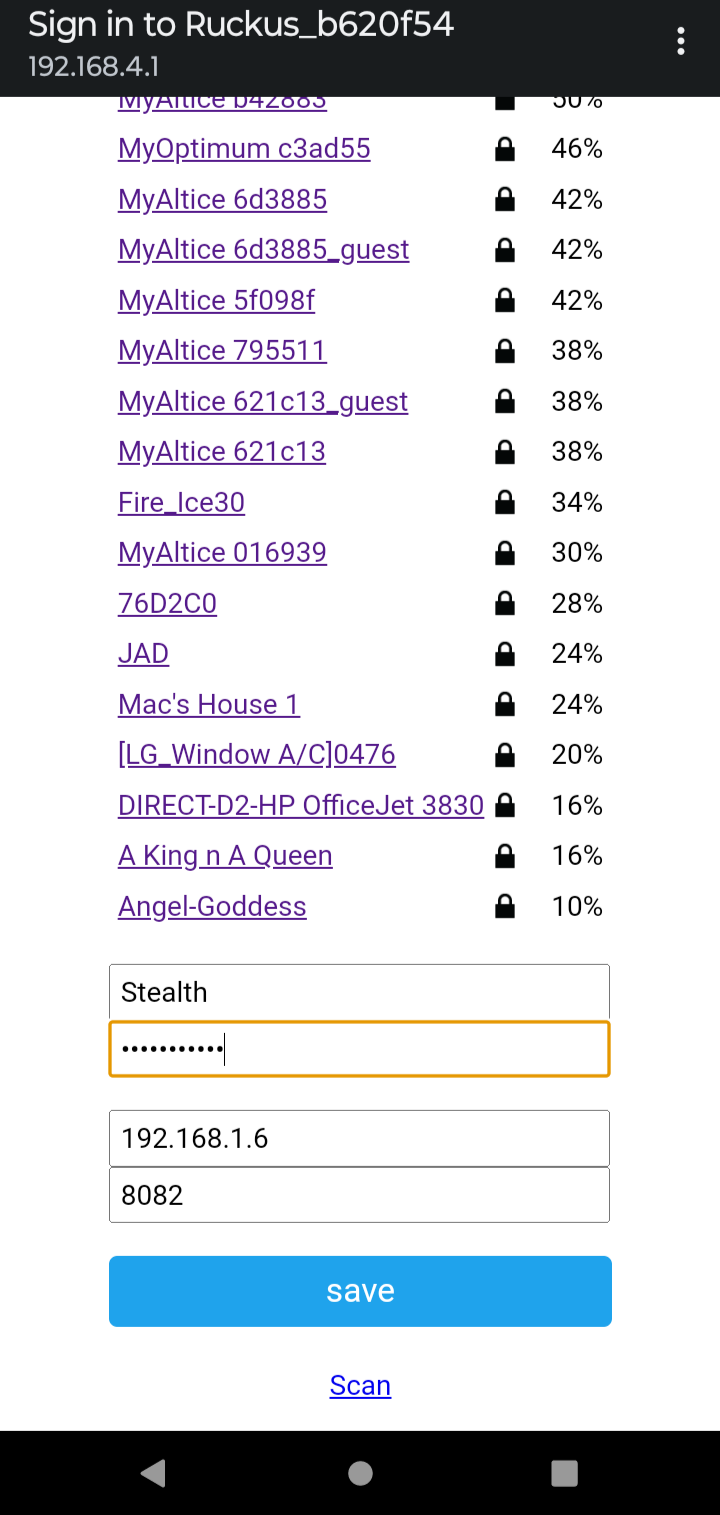 Sign in to Ruckus_b620f54
192.168.4.1
MyAltice b42883 50%
MyOptimum c3ad55 46%
MyAltice 6d3885 42%
MyAltice 6d3885_guest 42%
MyAltice 5f098f 42%
MyAltice 795511 38%
MyAltice 621c13_guest 38%
MyAltice 621c13 38%
Fire_Ice30 34%
MyAltice 016939 30%
76D2C0 28%
JAD 24%
Mac's House 1 24%
[LG_Window A/C]0476 20%
DIRECT-D2-HP OfficeJet 3830 16%
A King n A Queen 16%
Angel-Goddess 10%
Stealth
•••••••••••
192.168.1.6
8082
save
Scan